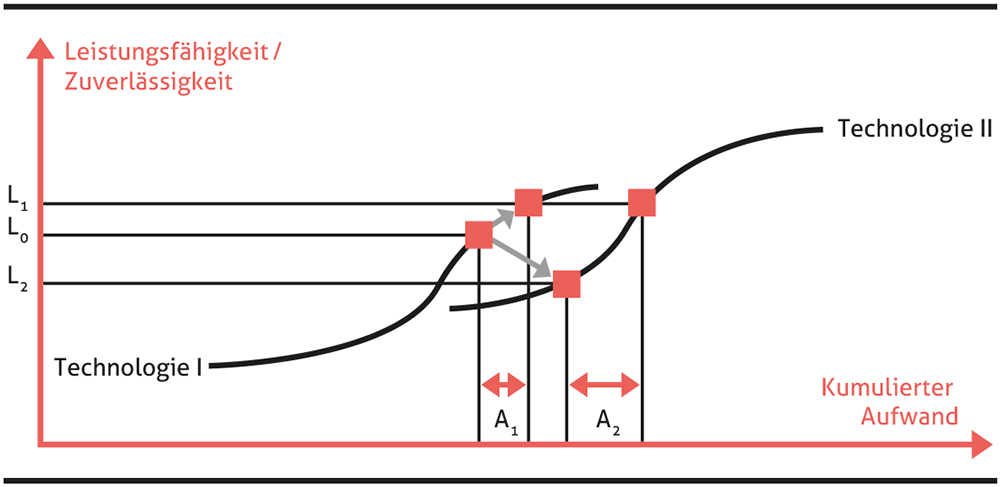 Leistungsfähigkeit /
Zuverlässigkeit
Technologie II
L1
L0
L2
Technologie I
A1
A2
Kumulierter
Aufwand